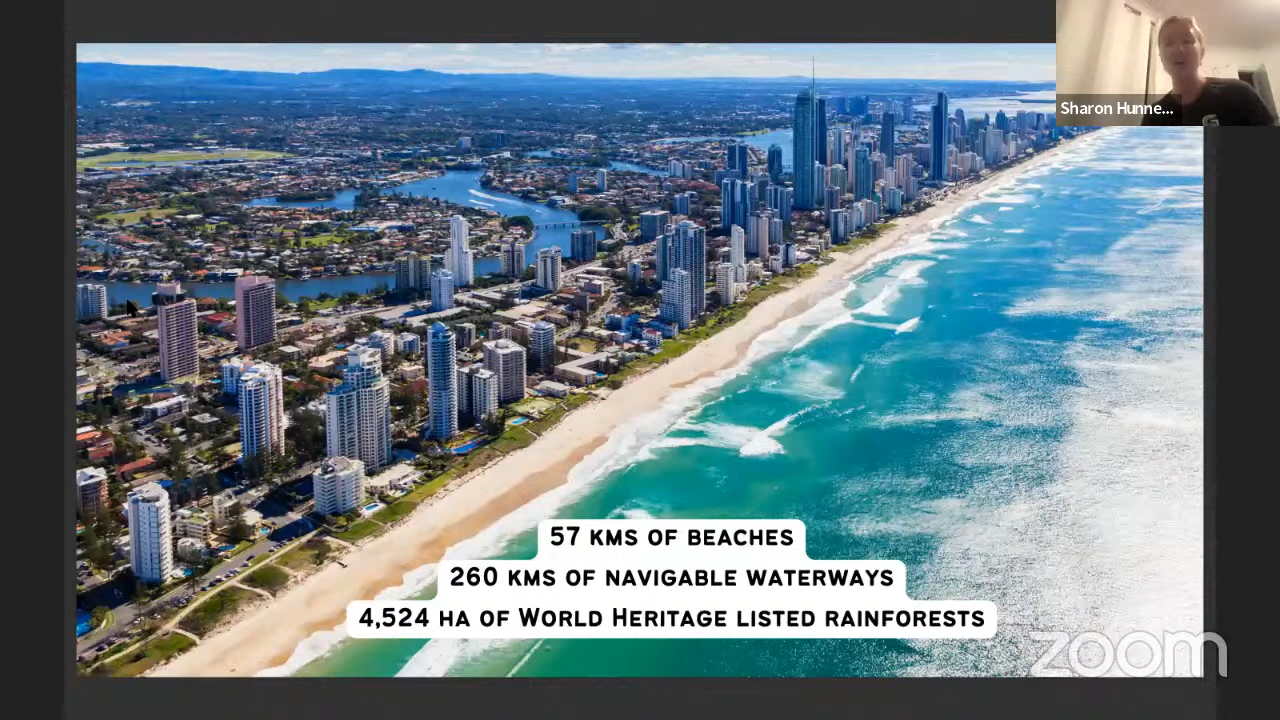 Sharon Hunne...
57 KMS OF BEACHES
260 KMS OF NAVIGABLE WATERWAYS
4,524 HA OF WORLD HERITAGE LISTED RAINFORESTS
zoom